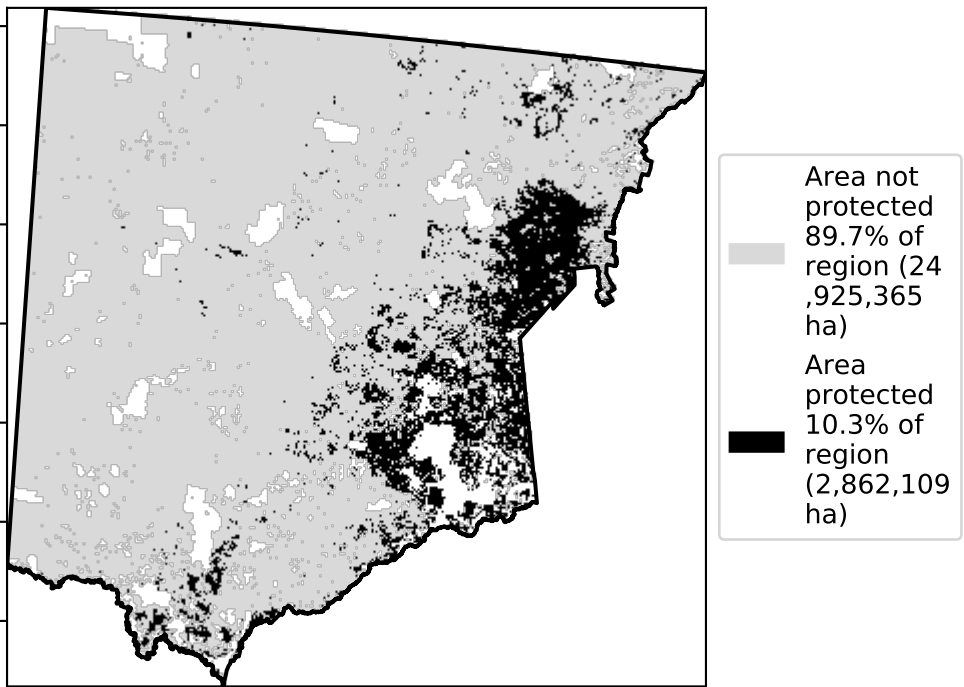 Area not
protected
89.7% of
region (24
,925,365
ha)
Area
protected
10.3% of
region
(2,862,109
ha)